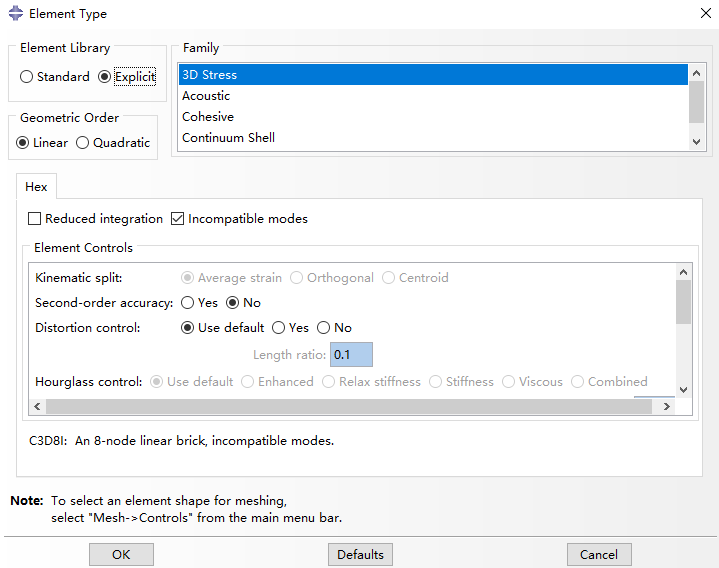 Element Type
Element Library
Standard Explicit
Geometric Order
Linear Quadratic
Family
3D Stress
Acoustic
Cohesive
Continuum Shell
Hex
Reduced integration Incompatible modes
Element Controls
Kinematic split: Average strain Orthogonal Centroid
Second-order accuracy: Yes No
Distortion control: Use default Yes No
Length ratio: 0.1
Hourglass control: Use default Enhanced Relax stiffness Stiffness Viscous Combined
C3D8I: An 8-node linear brick, incompatible modes.
Note: To select an element shape for meshing,
select "Mesh->Controls" from the main menu bar.
OK Defaults Cancel